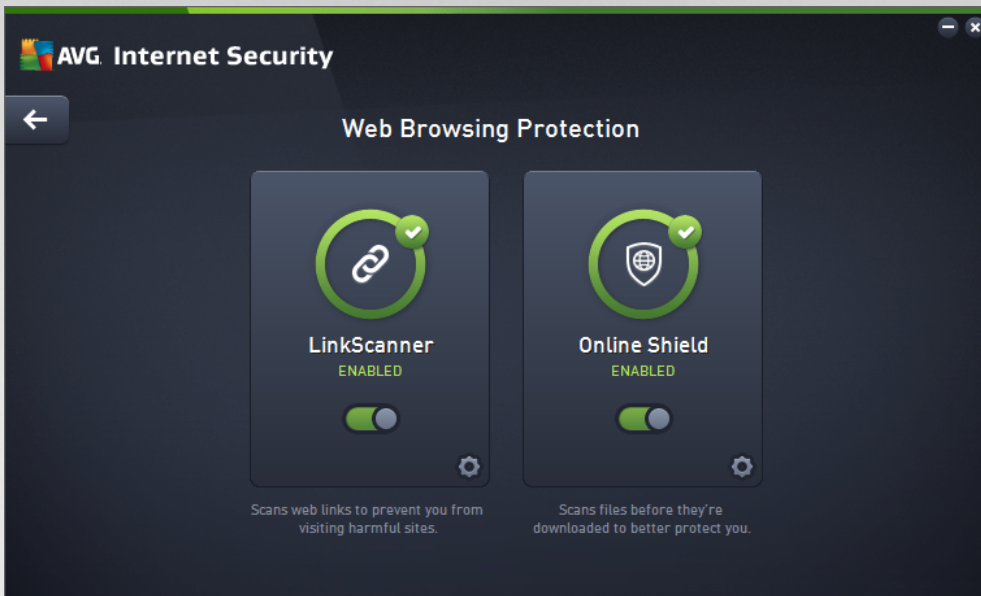 AVG. Internet Security
Web Browsing Protection
LinkScanner
ENABLED
Scans web links to prevent you from
visiting harmful sites.
Online Shield
ENABLED
Scans files before they're
downloaded to better protect you.